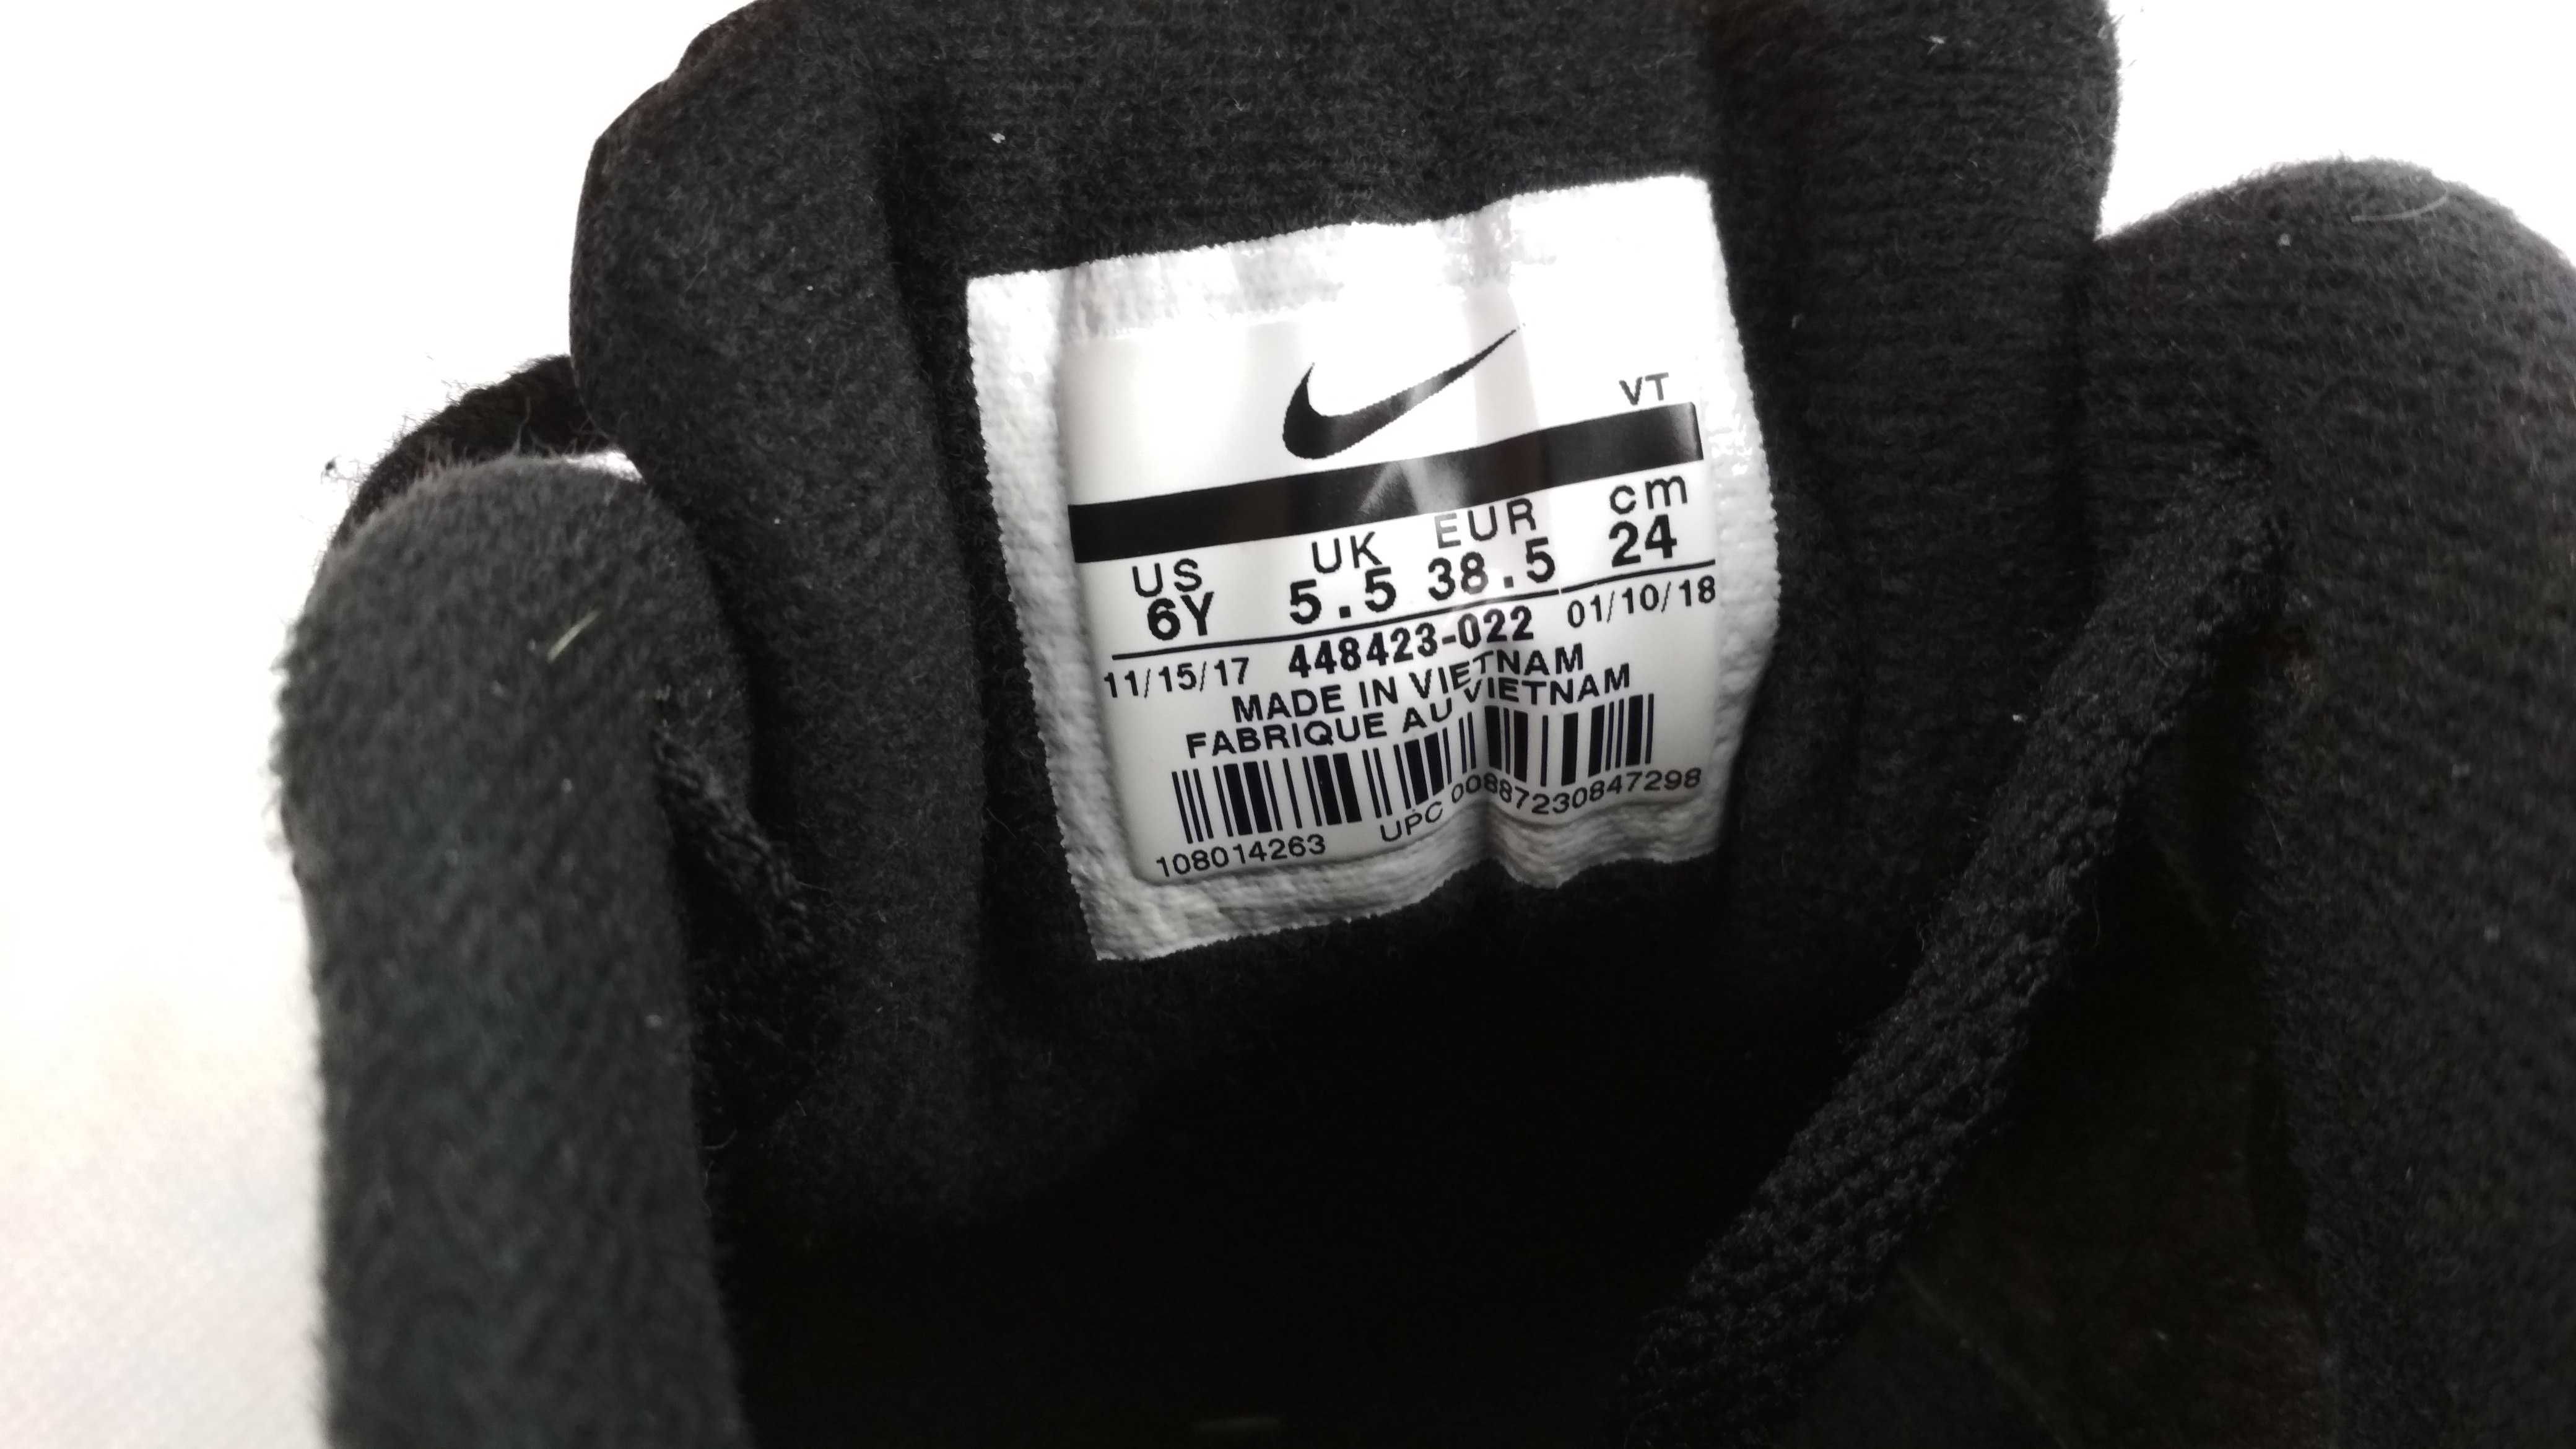 VT
US UK EUR cm
6Y 5.5 38.5 24
11/15/17 448423-022 01/10/18
MADE IN VIETNAM
FABRIQUE AU VIETNAM
108014263 UPC 00887230847298